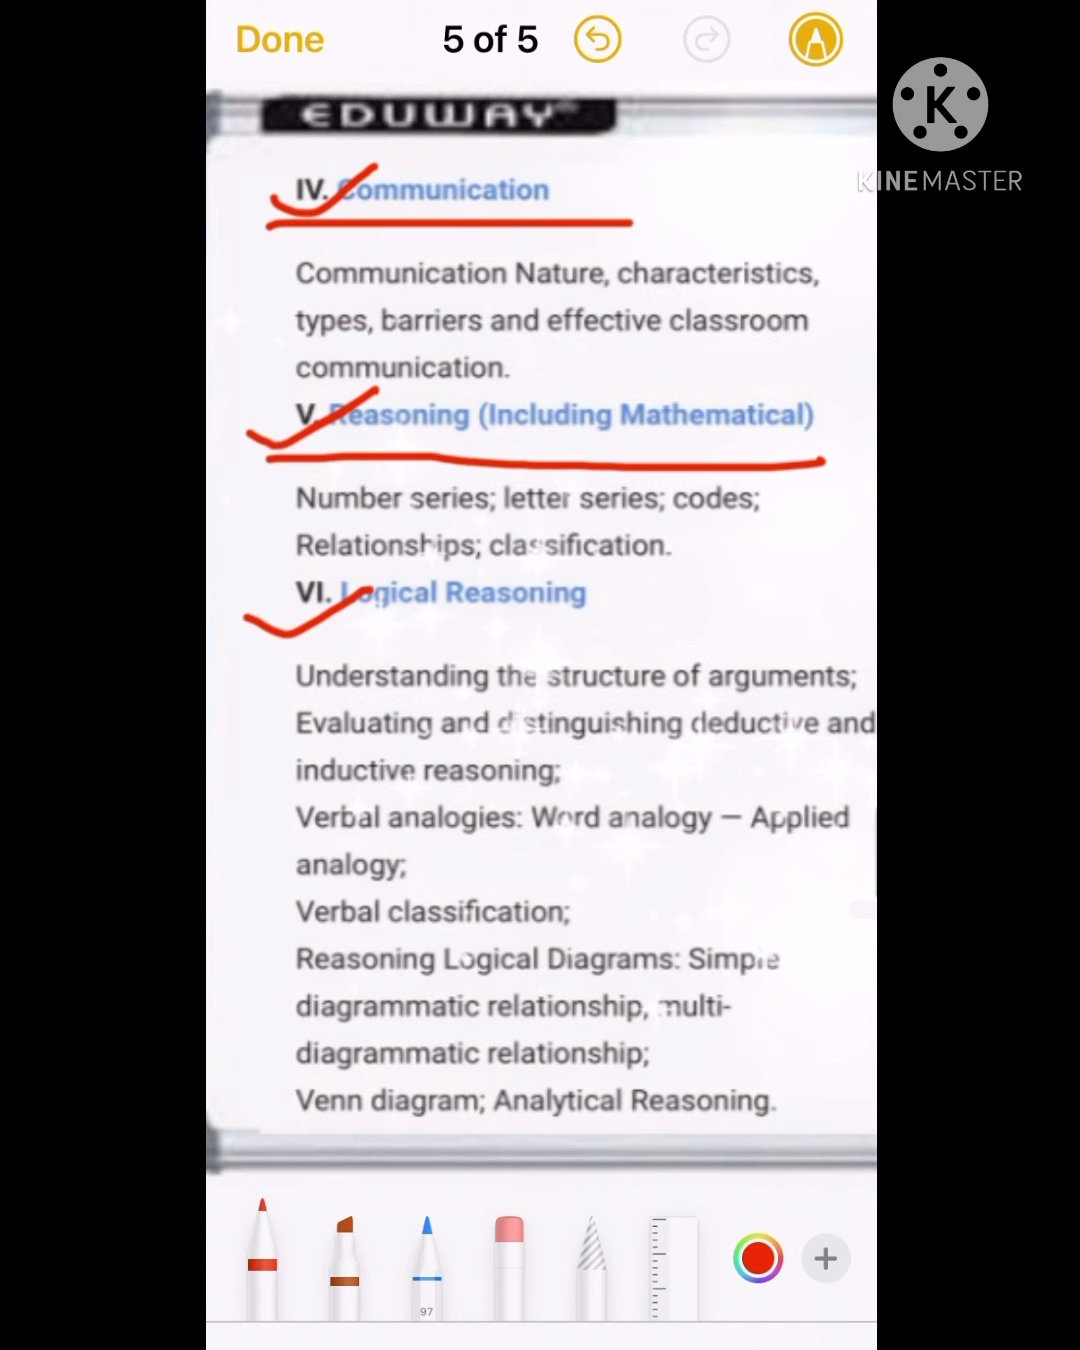 Done 5 of 5
EDUWAY®
KINEMASTER
IV. Communication
Communication Nature, characteristics,
types, barriers and effective classroom
communication.
V. Reasoning (Including Mathematical)
Number series; letter series; codes;
Relationships; classification.
VI. Logical Reasoning
Understanding the structure of arguments;
Evaluating and distinguishing deductive and
inductive reasoning;
Verbal analogies: Word analogy — Applied
analogy;
Verbal classification;
Reasoning Logical Diagrams: Simple
diagrammatic relationship, multi-
diagrammatic relationship;
Venn diagram; Analytical Reasoning.
97